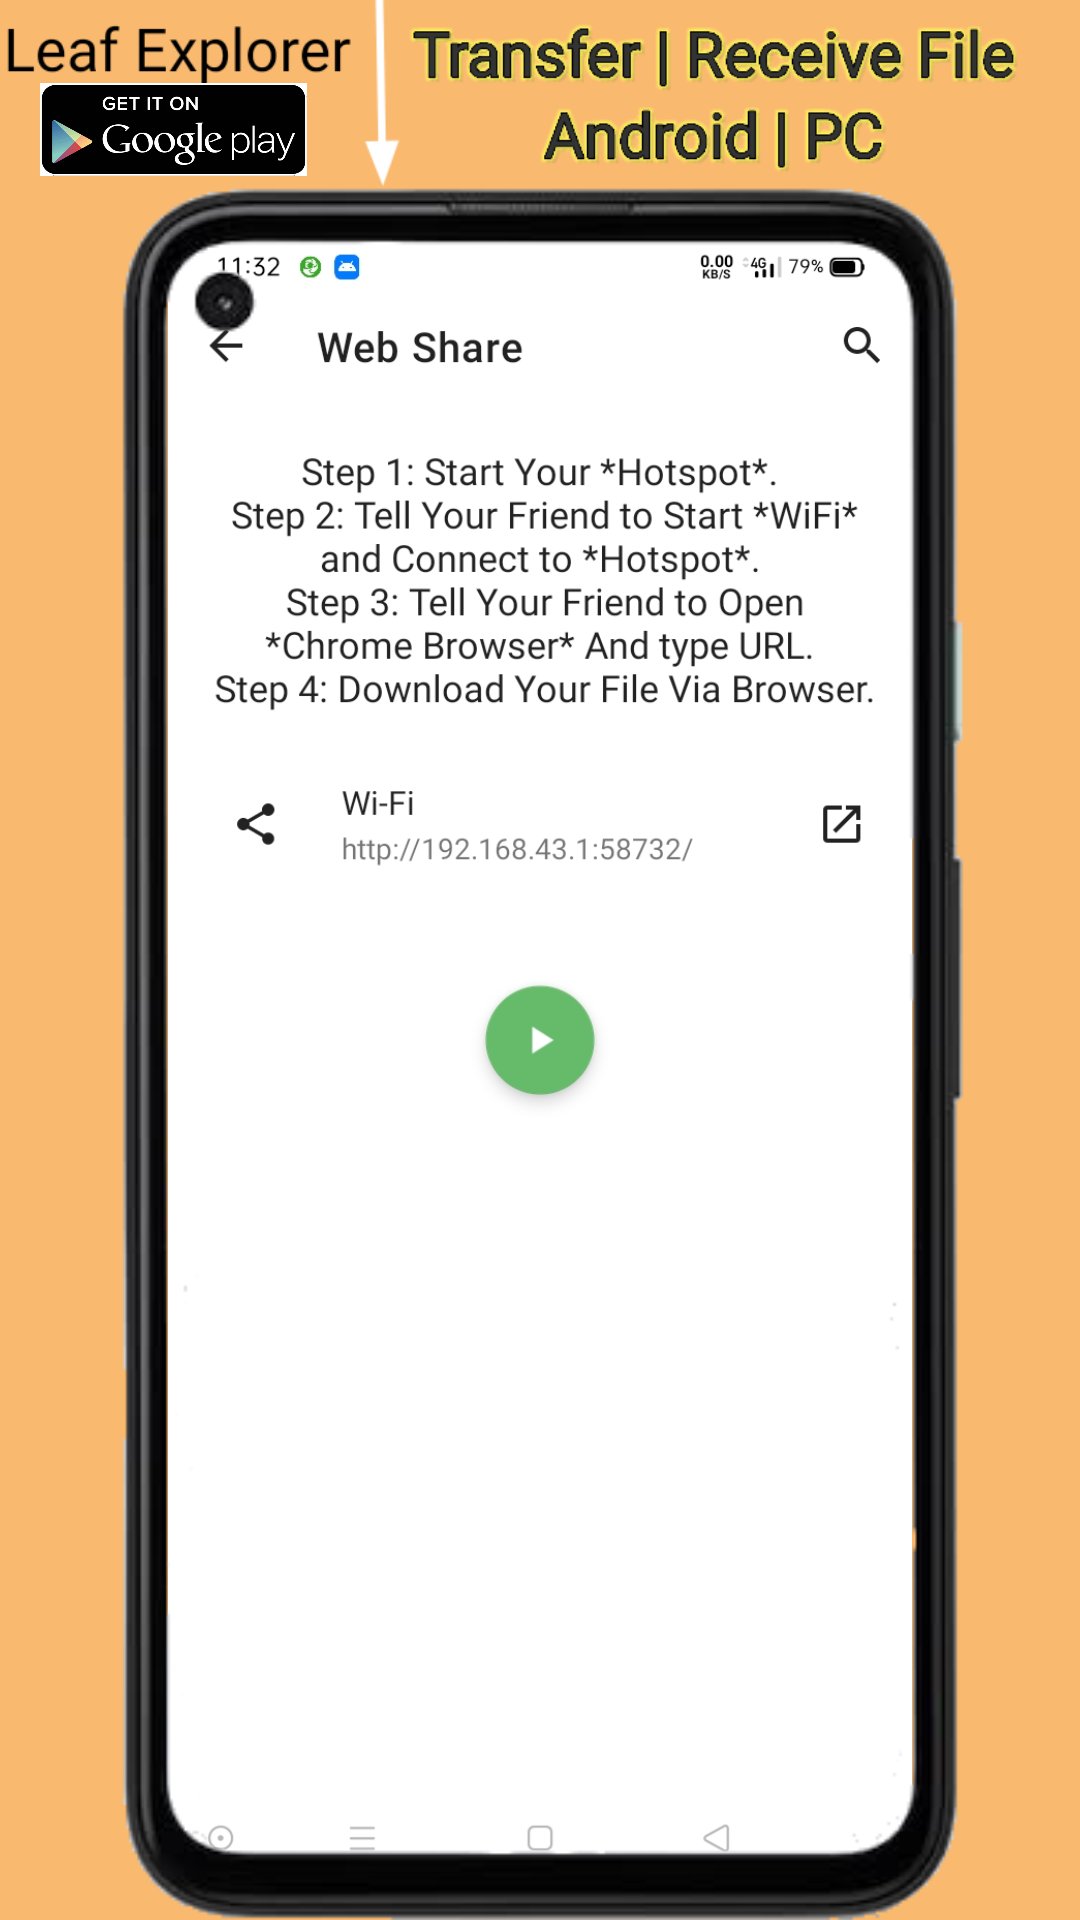 Leaf Explorer
GET IT ON
Google play
Transfer | Receive File
Android | PC
11:32
0.00
KB/S
4G
79%
Web Share
Step 1: Start Your *Hotspot*.
Step 2: Tell Your Friend to Start *WiFi*
and Connect to *Hotspot*.
Step 3: Tell Your Friend to Open
*Chrome Browser* And type URL.
Step 4: Download Your File Via Browser.
Wi-Fi
http://192.168.43.1:58732/